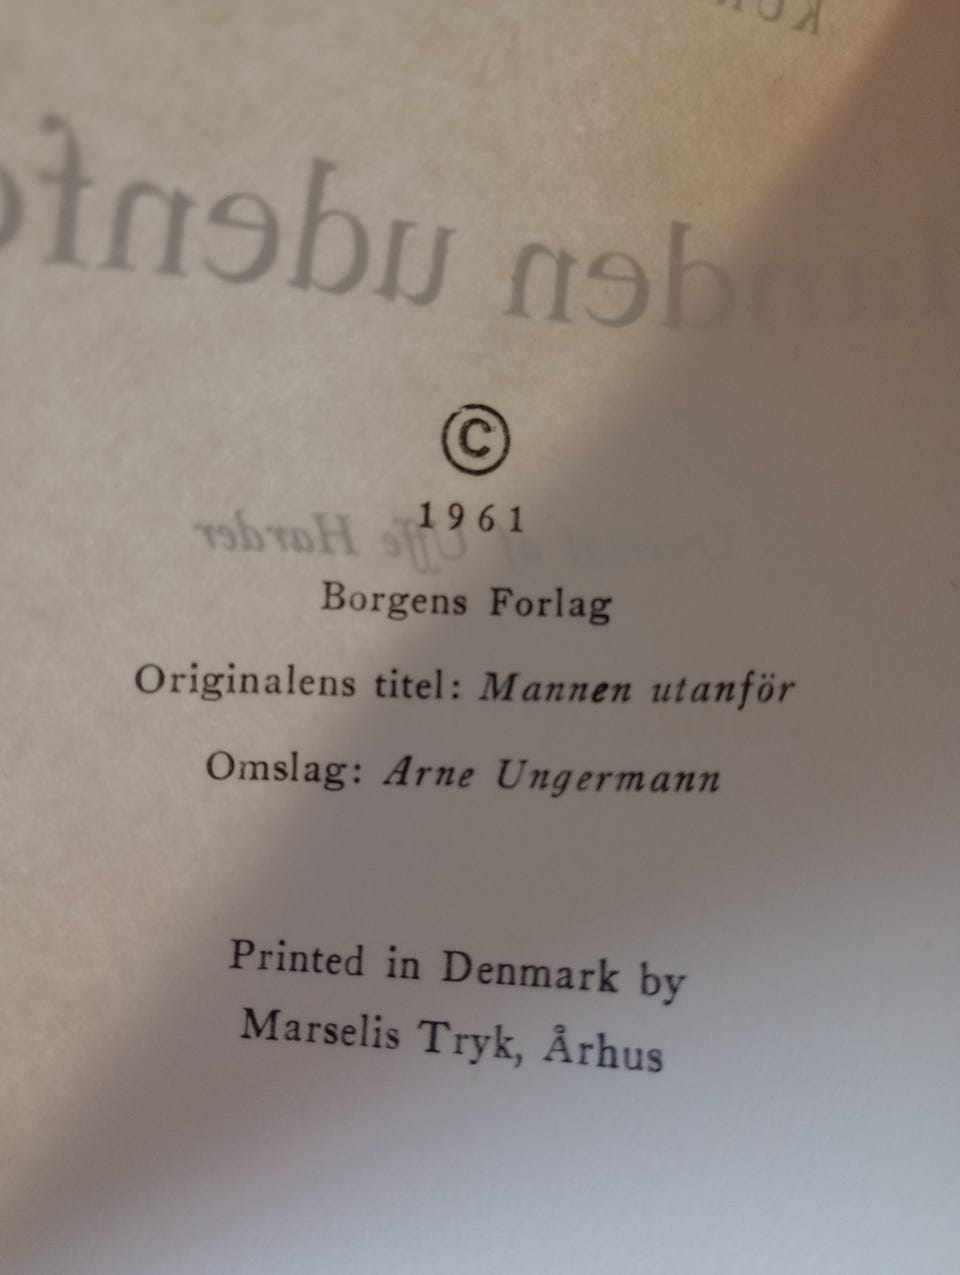 ©
1961
Borgens Forlag
Originalens titel: Mannen utanför
Omslag: Arne Ungermann
Printed in Denmark by
Marselis Tryk, Århus